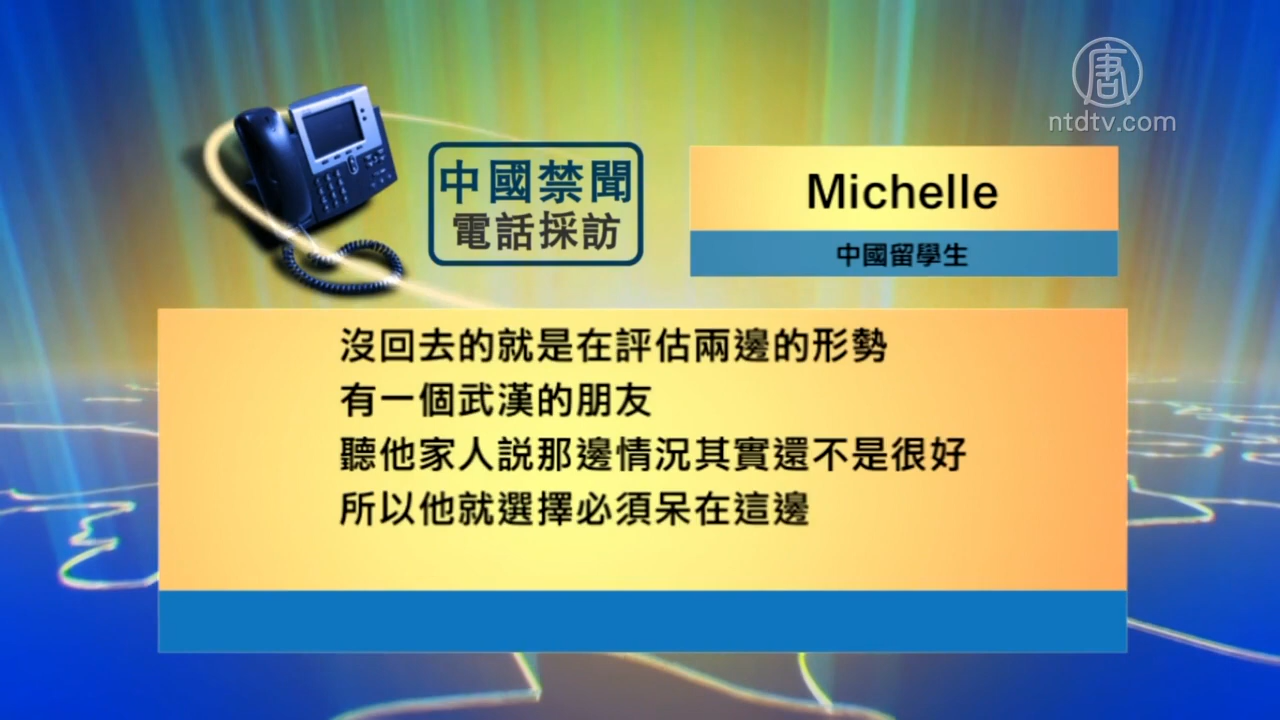 唐
ntdtv.com
中國禁聞
電話採訪
Michelle
中國留學生
沒回去的就是在評估兩邊的形勢
有一個武漢的朋友
聽他家人說那邊情況其實還不是很好
所以他就選擇必須呆在這邊